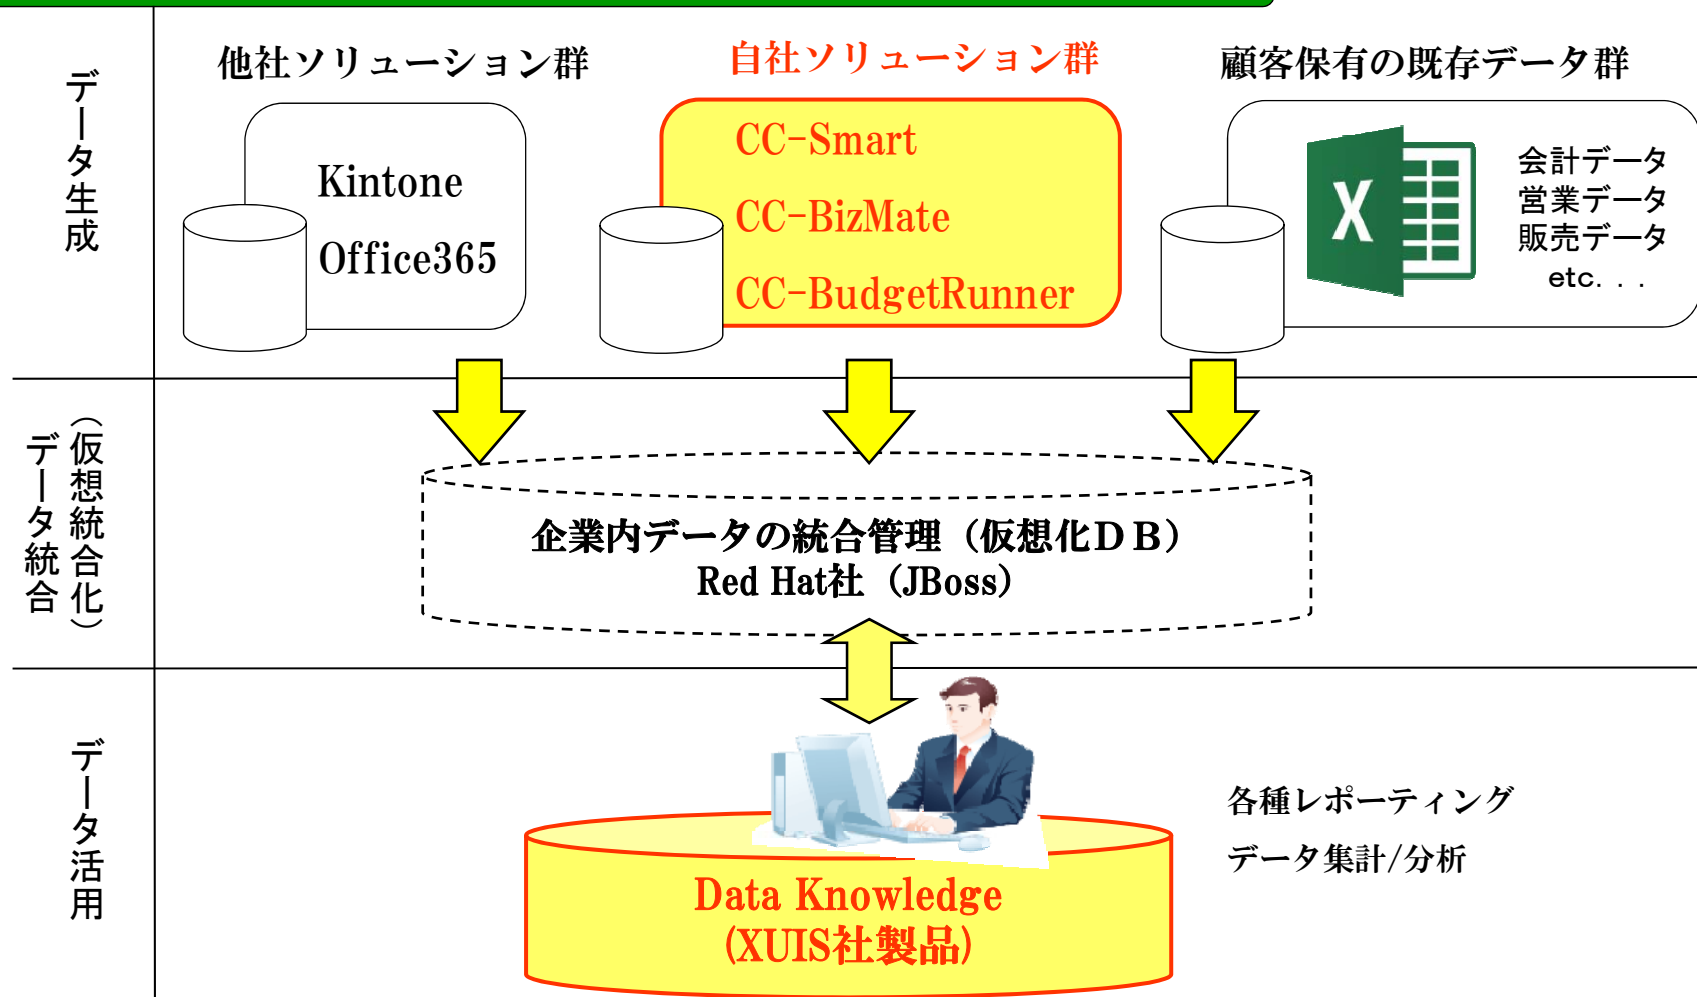 データ生成
他社ソリューション群
Kintone
Office365
自社ソリューション群
CC-Smart
CC-BizMate
CC-BudgetRunner
顧客保有の既存データ群
X
会計データ
営業データ
販売データ
etc. . .
データ統合
（仮想統合化）
企業内データの統合管理（仮想化ＤＢ）
Red Hat社（JBoss）
データ活用
Data Knowledge
(XUIS社製品)
各種レポーティング
データ集計/分析